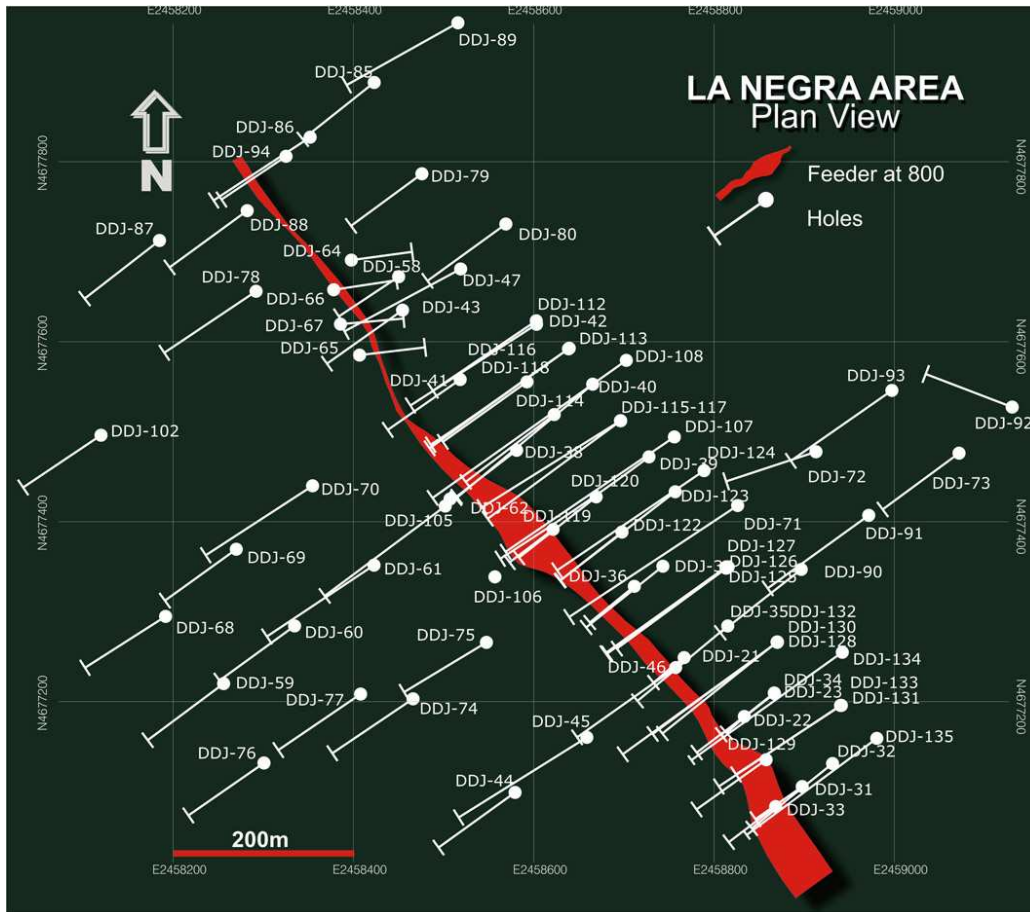 E2458200
E2458400
E2458600
E2458800
E2459000
DDJ-89
DDJ-85
LA NEGRA AREA
Plan View
DDJ-86
DDJ-94
N4677800
N4677800
N
DDJ-79
Feeder at 800
DDJ-88
Holes
DDJ-87
DDJ-80
DDJ-64
DDJ-58
DDJ-78
DDJ-47
DDJ-66
DDJ-43
DDJ-112
DDJ-42
DDJ-67
DDJ-113
N4677600
N4677600
DDJ-65
DDJ-116
DDJ-108
DDJ-118
DDJ-41
DDJ-40
DDJ-93
DDJ-114
DDJ-115-117
DDJ-92
DDJ-102
DDJ-107
DDJ-38
DDJ-124
DDJ-39
DDJ-72
DDJ-73
DDJ-70
DDJ-120
DDJ-123
DDJ-62
DDJ-105
DDJ-119
DDJ-122
DDJ-71
N4677400
N4677400
DDJ-91
DDJ-69
DDJ-127
DDJ-126
DDJ-125
DDJ-61
DDJ-36
DDJ-90
DDJ-106
DDJ-68
DDJ-60
DDJ-75
DDJ-35
DDJ-132
DDJ-130
DDJ-128
DDJ-46
DDJ-21
DDJ-134
DDJ-59
DDJ-34
DDJ-133
DDJ-23
DDJ-131
DDJ-77
DDJ-74
N4677200
N4677200
DDJ-45
DDJ-22
DDJ-129
DDJ-135
DDJ-76
DDJ-32
DDJ-44
DDJ-31
DDJ-33
200m
E2458200
E2458400
E2458600
E2458800
E2459000